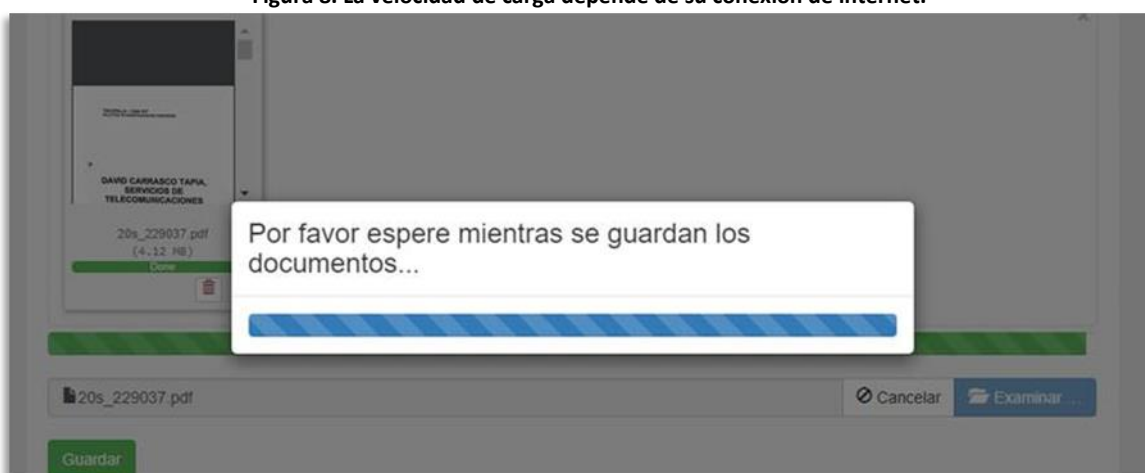 Figura 8. La velocidad de carga depende de su conexión de internet.
DAVID CARRASCO TAPIA,
SERVICIOS DE
TELECOMUNICACIONES
20s_229037.pdf
(4.12 MB)
Done
Por favor espere mientras se guardan los
documentos...
20s_229037.pdf
Cancelar
Examinar ...
Guardar